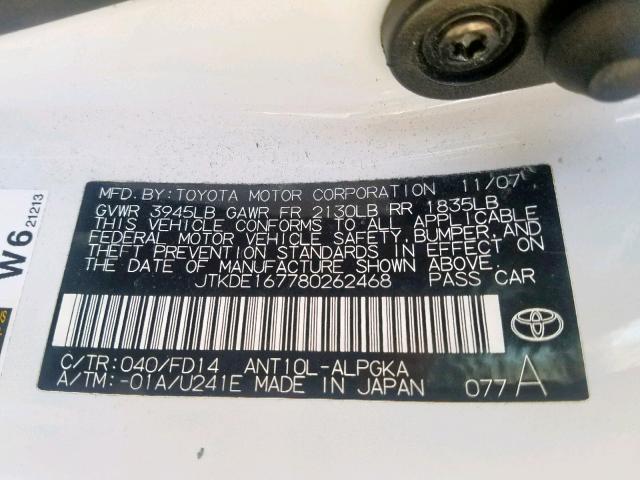 MFD. BY: TOYOTA MOTOR CORPORATION 11/07
GVWR 3945LB GAWR FR 2130LB RR 1835LB
THIS VEHICLE CONFORMS TO ALL APPLICABLE
FEDERAL MOTOR VEHICLE SAFETY, BUMPER, AND
THEFT PREVENTION STANDARDS IN EFFECT ON
THE DATE OF MANUFACTURE SHOWN ABOVE.
JTKDE167780262468 PASS CAR
C/TR: 040/FD14 ANT10L-ALPGKA
A/TM: -01A/U241E MADE IN JAPAN 077 A
W6 21213